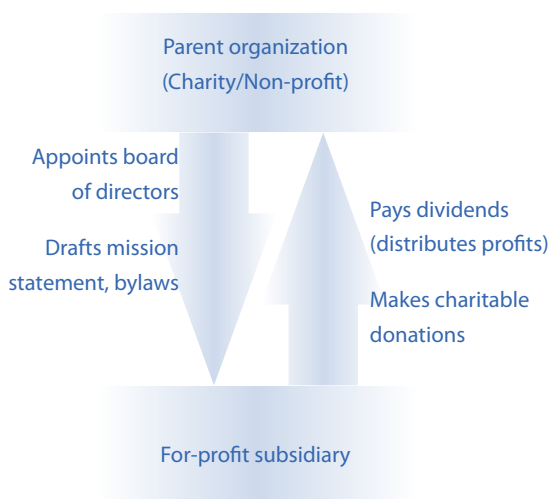 Parent organization
(Charity/Non-profit)
Appoints board
of directors
Drafts mission
statement, bylaws
Pays dividends
(distributes profits)
Makes charitable
donations
For-profit subsidiary